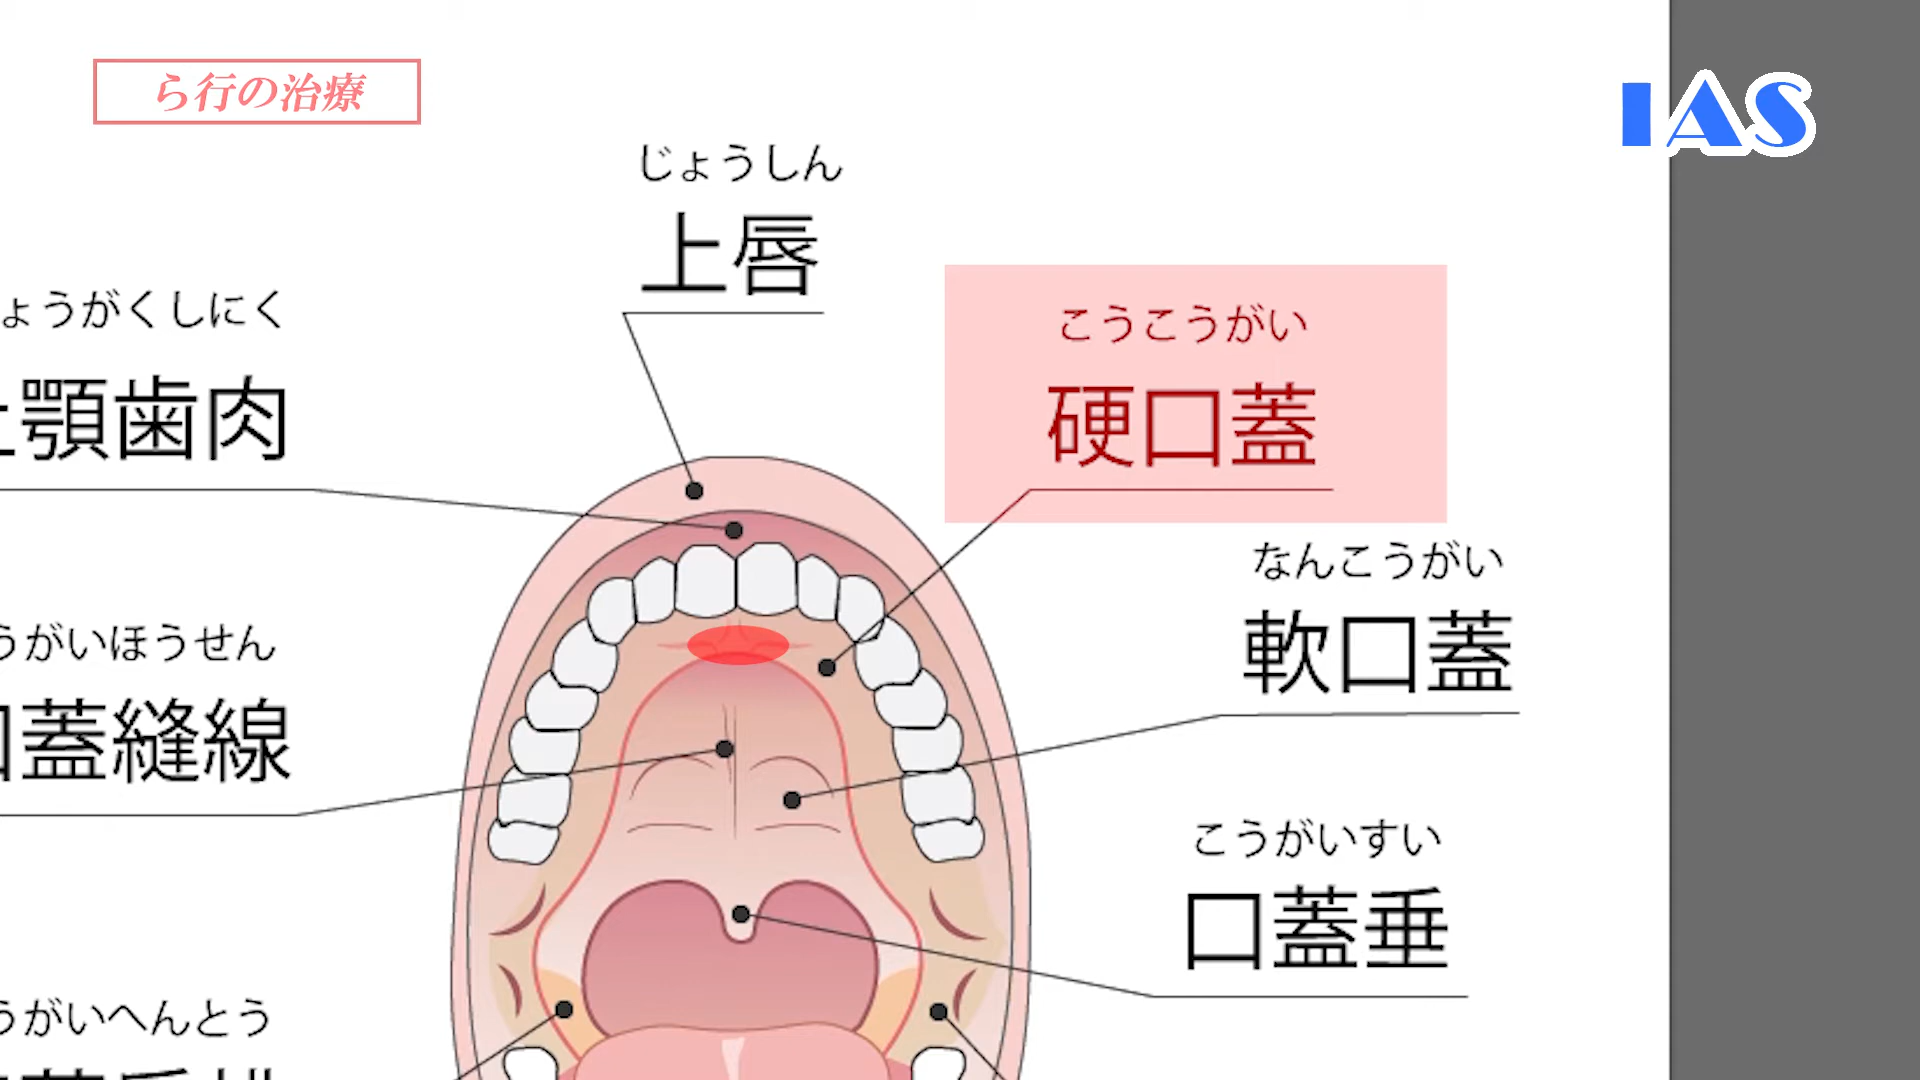 ら行の治療
IAS
じょうしん
上唇
ょうがくしにく
上顎歯肉
こうこうがい
硬口蓋
なんこうがい
軟口蓋
うがいほうせん
口蓋縫線
こうがいすい
口蓋垂
うがいへんとう